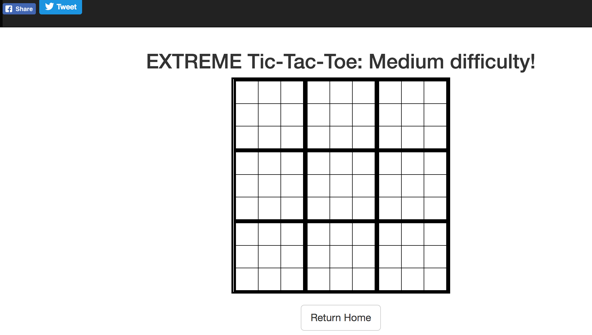 Share
Tweet
EXTREME Tic-Tac-Toe: Medium difficulty!
Return Home